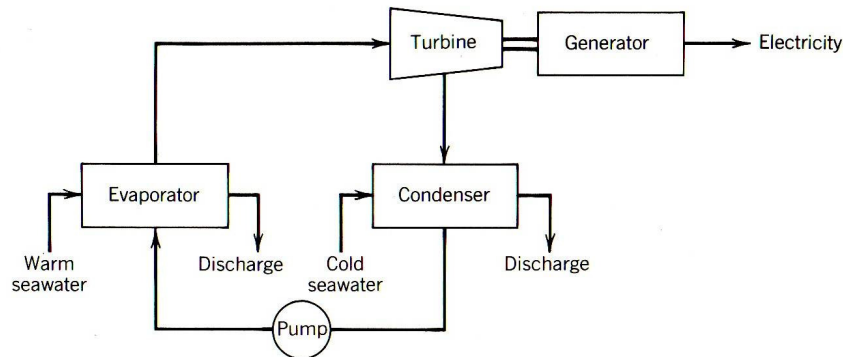 Turbine
Generator
Electricity
Evaporator
Condenser
Warm
seawater
Discharge
Cold
seawater
Discharge
Pump